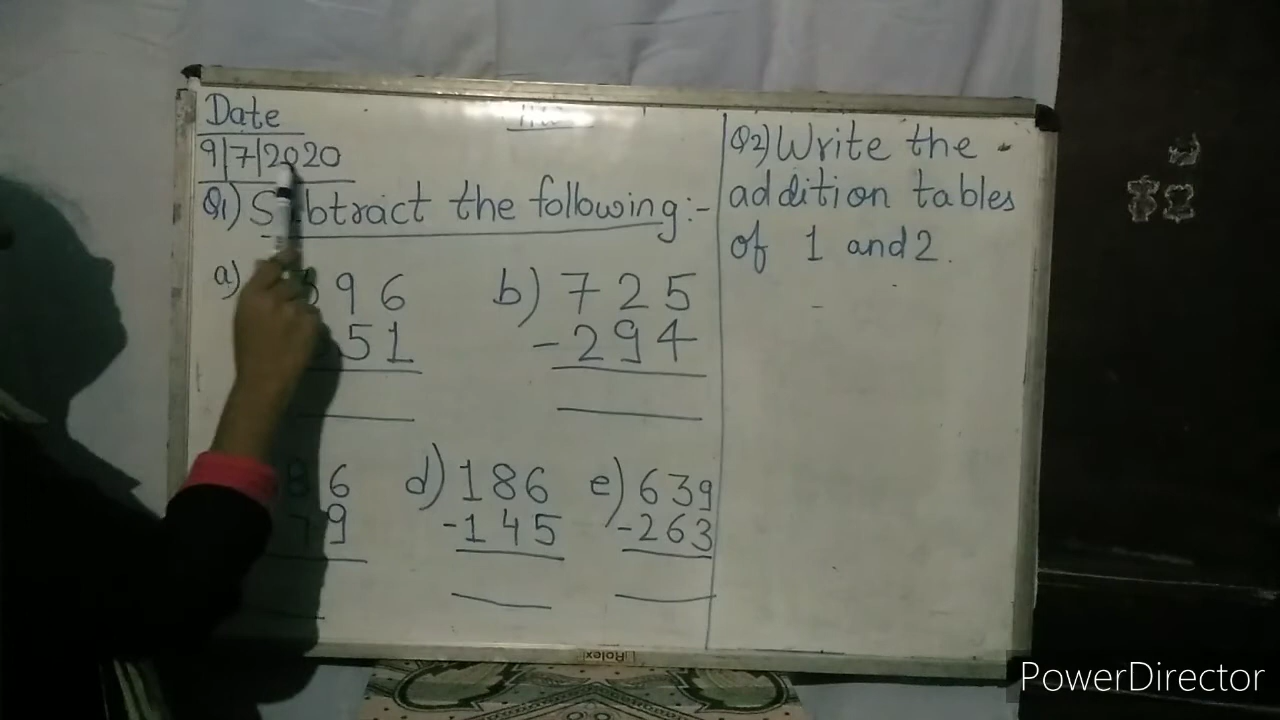 Date
9/7/2020
Q1) Subtract the following:-
a) 396
51
b) 725
-294
86
79
d) 186
-145
e) 639
-263
Q2) Write the
addition tables
of 1 and 2.
Rolex
PowerDirector